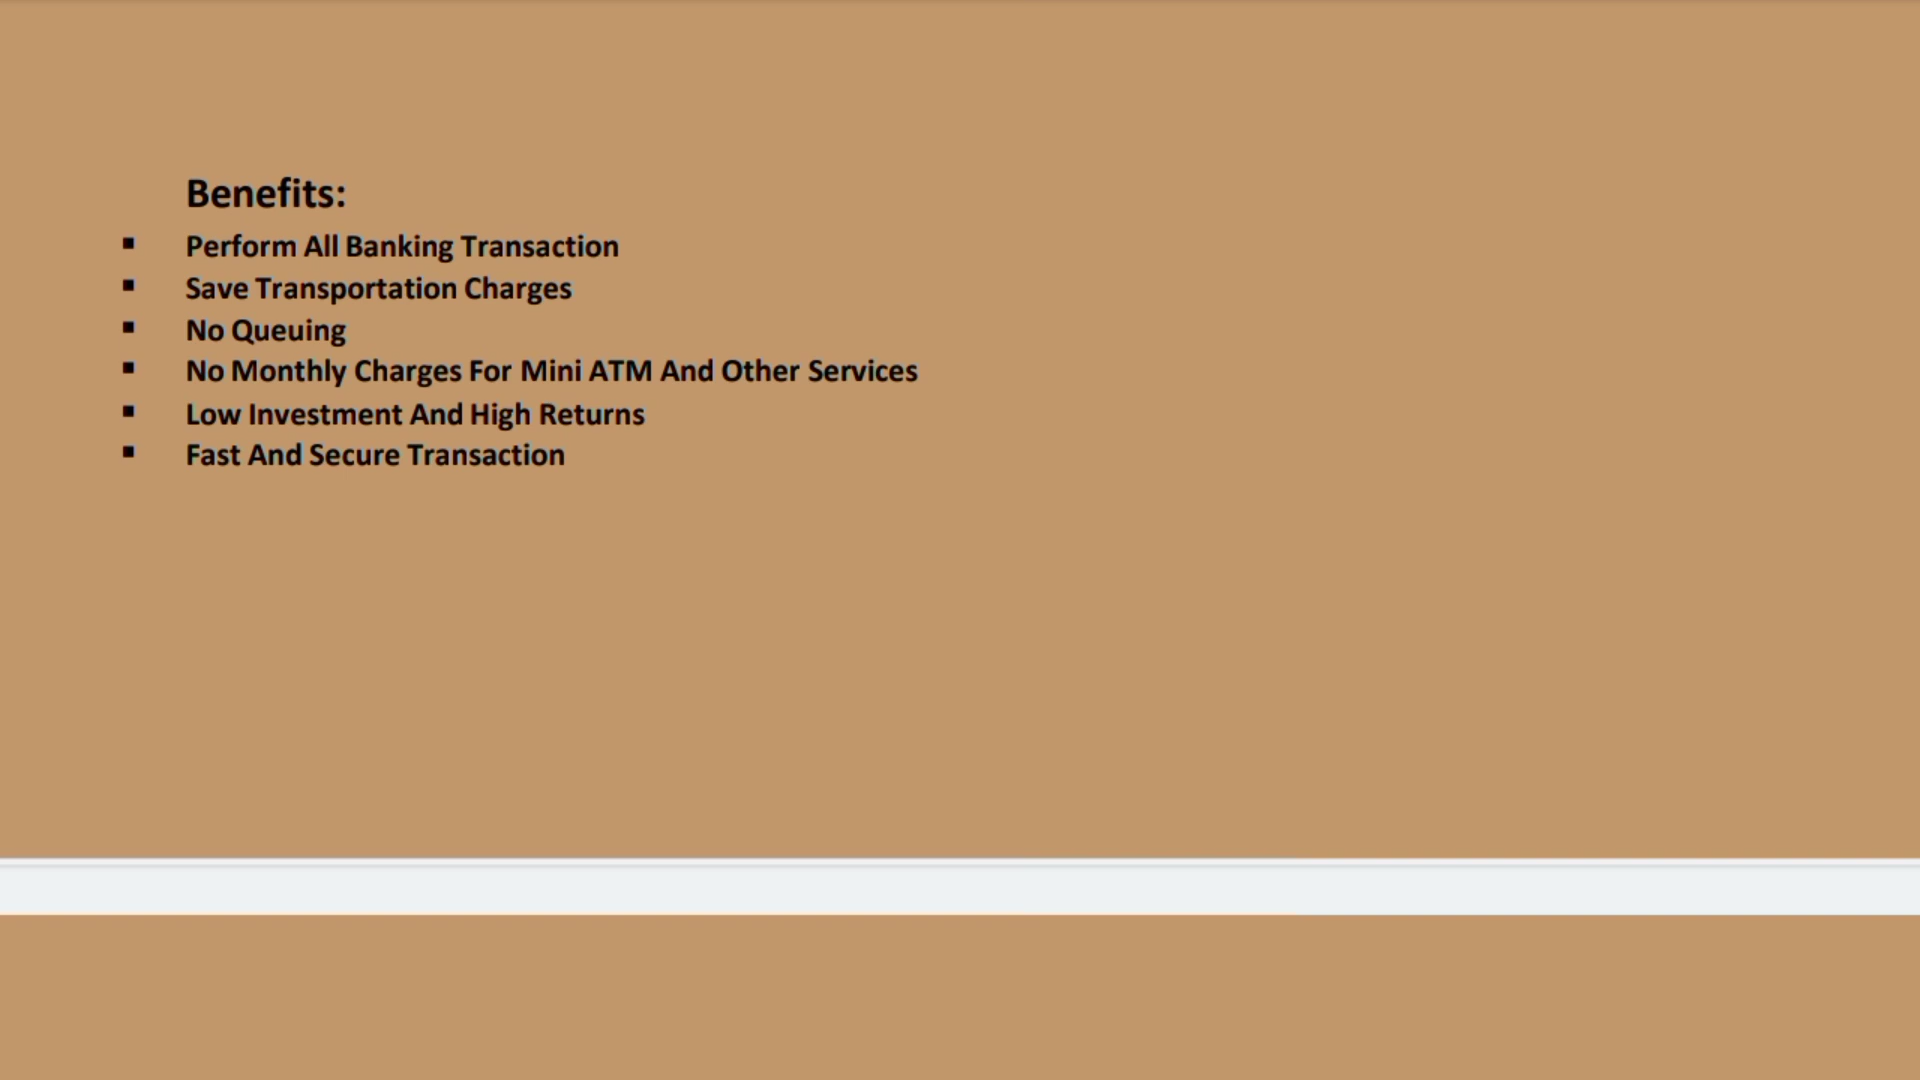 Benefits:
▪ Perform All Banking Transaction
▪ Save Transportation Charges
▪ No Queuing
▪ No Monthly Charges For Mini ATM And Other Services
▪ Low Investment And High Returns
▪ Fast And Secure Transaction